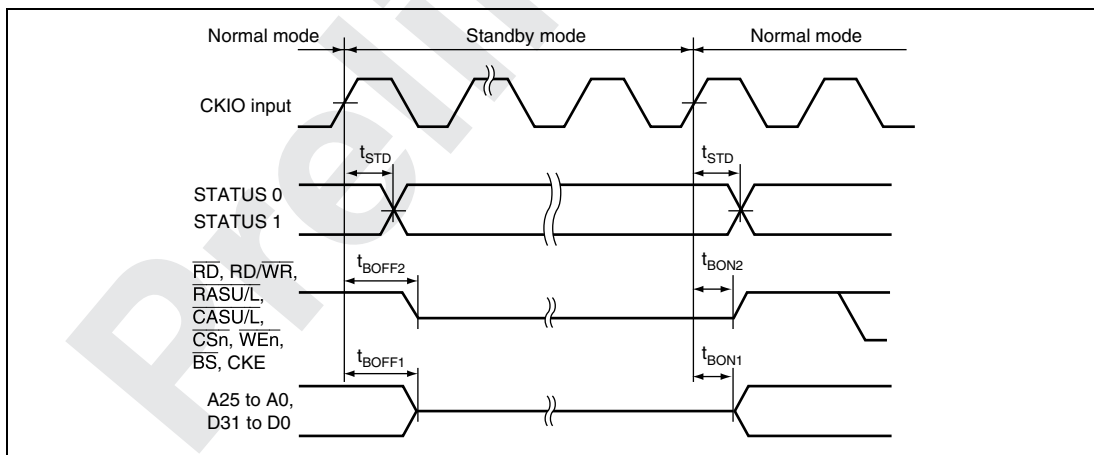 Normal mode Standby mode Normal mode
CKIO input
tSTD tSTD
STATUS 0
STATUS 1
RD, RD/WR,
RASU/L,
CASU/L,
CSn, WEn,
BS, CKE
tBOFF2 tBON2
tBOFF1 tBON1
A25 to A0,
D31 to D0